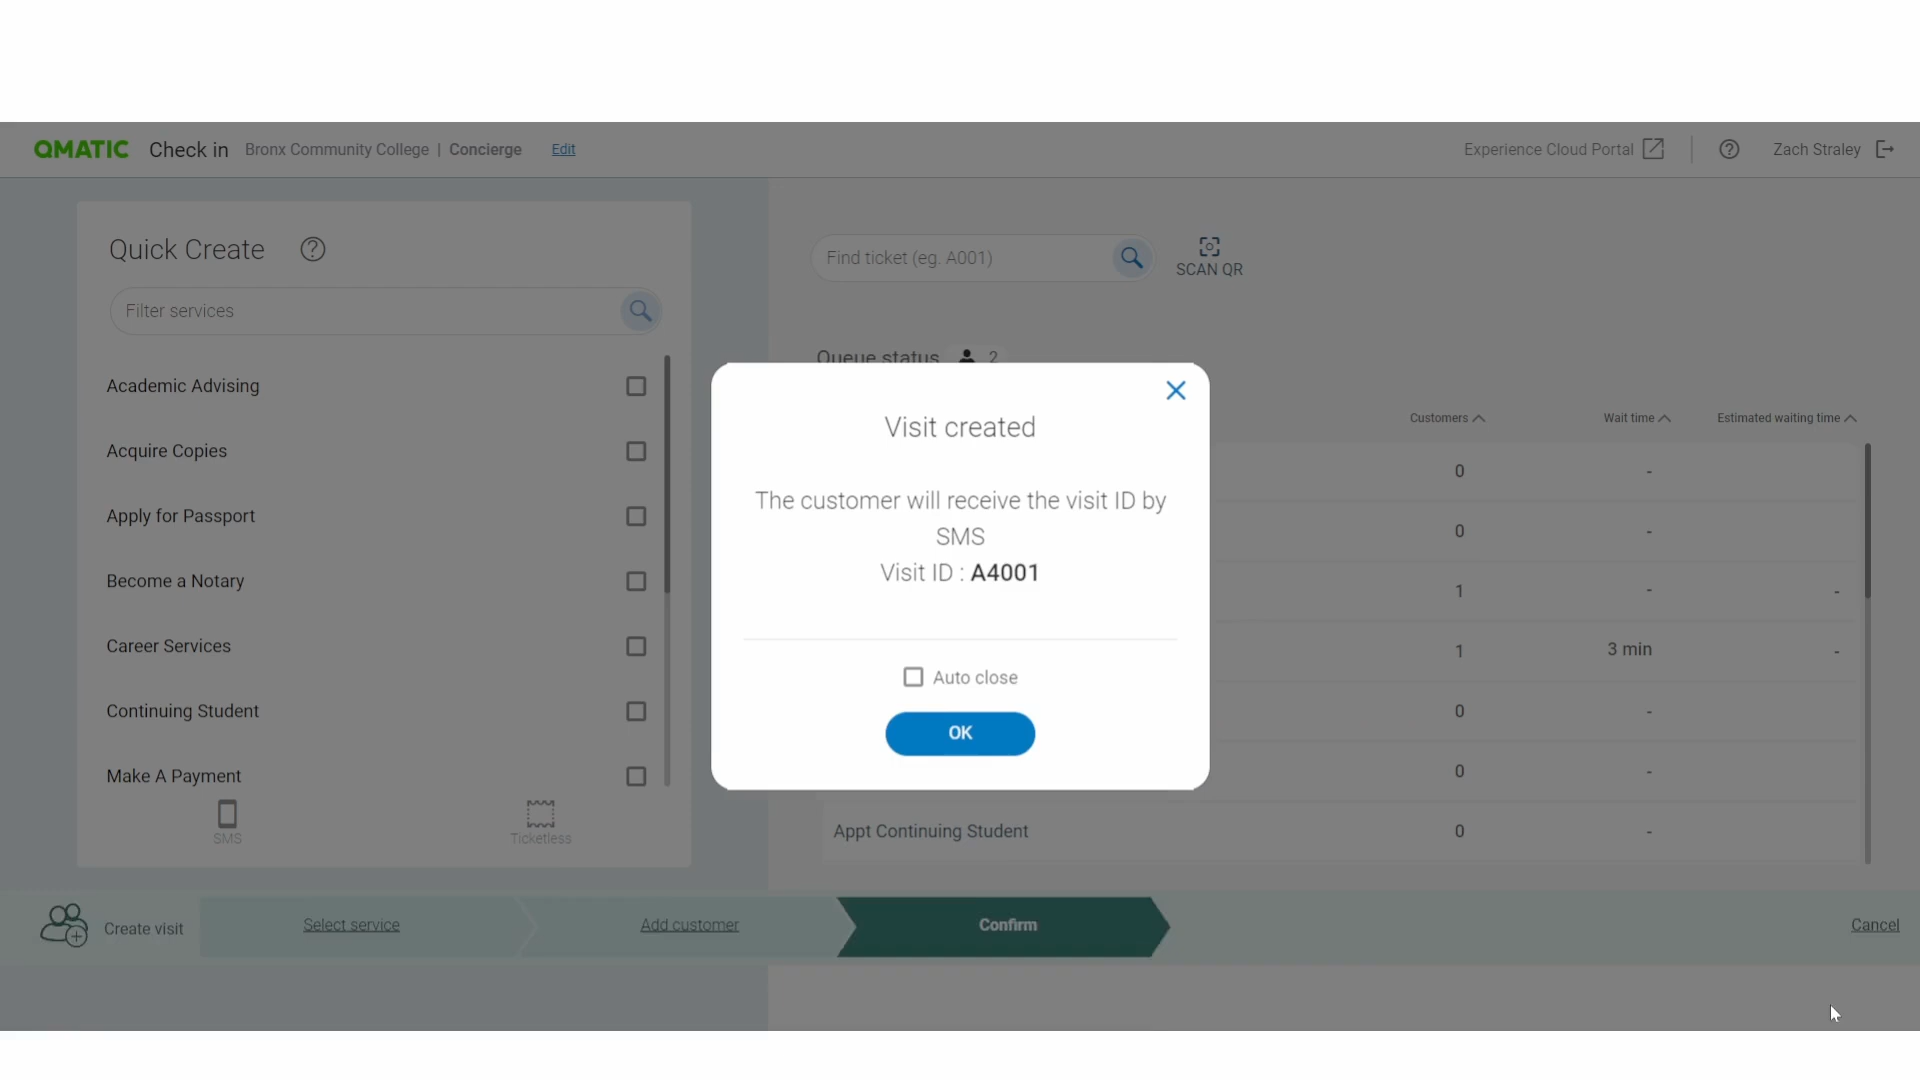 QMATIC Check in Bronx Community College | Concierge Edit
Experience Cloud Portal Zach Straley
Quick Create
Filter services
Academic Advising
Acquire Copies
Apply for Passport
Become a Notary
Career Services
Continuing Student
Make A Payment
SMS Ticketless
Find ticket (eg. A001)
SCAN QR
Queue status 2
Customers Wait time Estimated waiting time
0 -
0 -
1 - -
1 3 min -
0 -
0 -
Appt Continuing Student 0 -
Visit created
The customer will receive the visit ID by
SMS
Visit ID : A4001
Auto close
OK
Create visit Select service Add customer Confirm Cancel